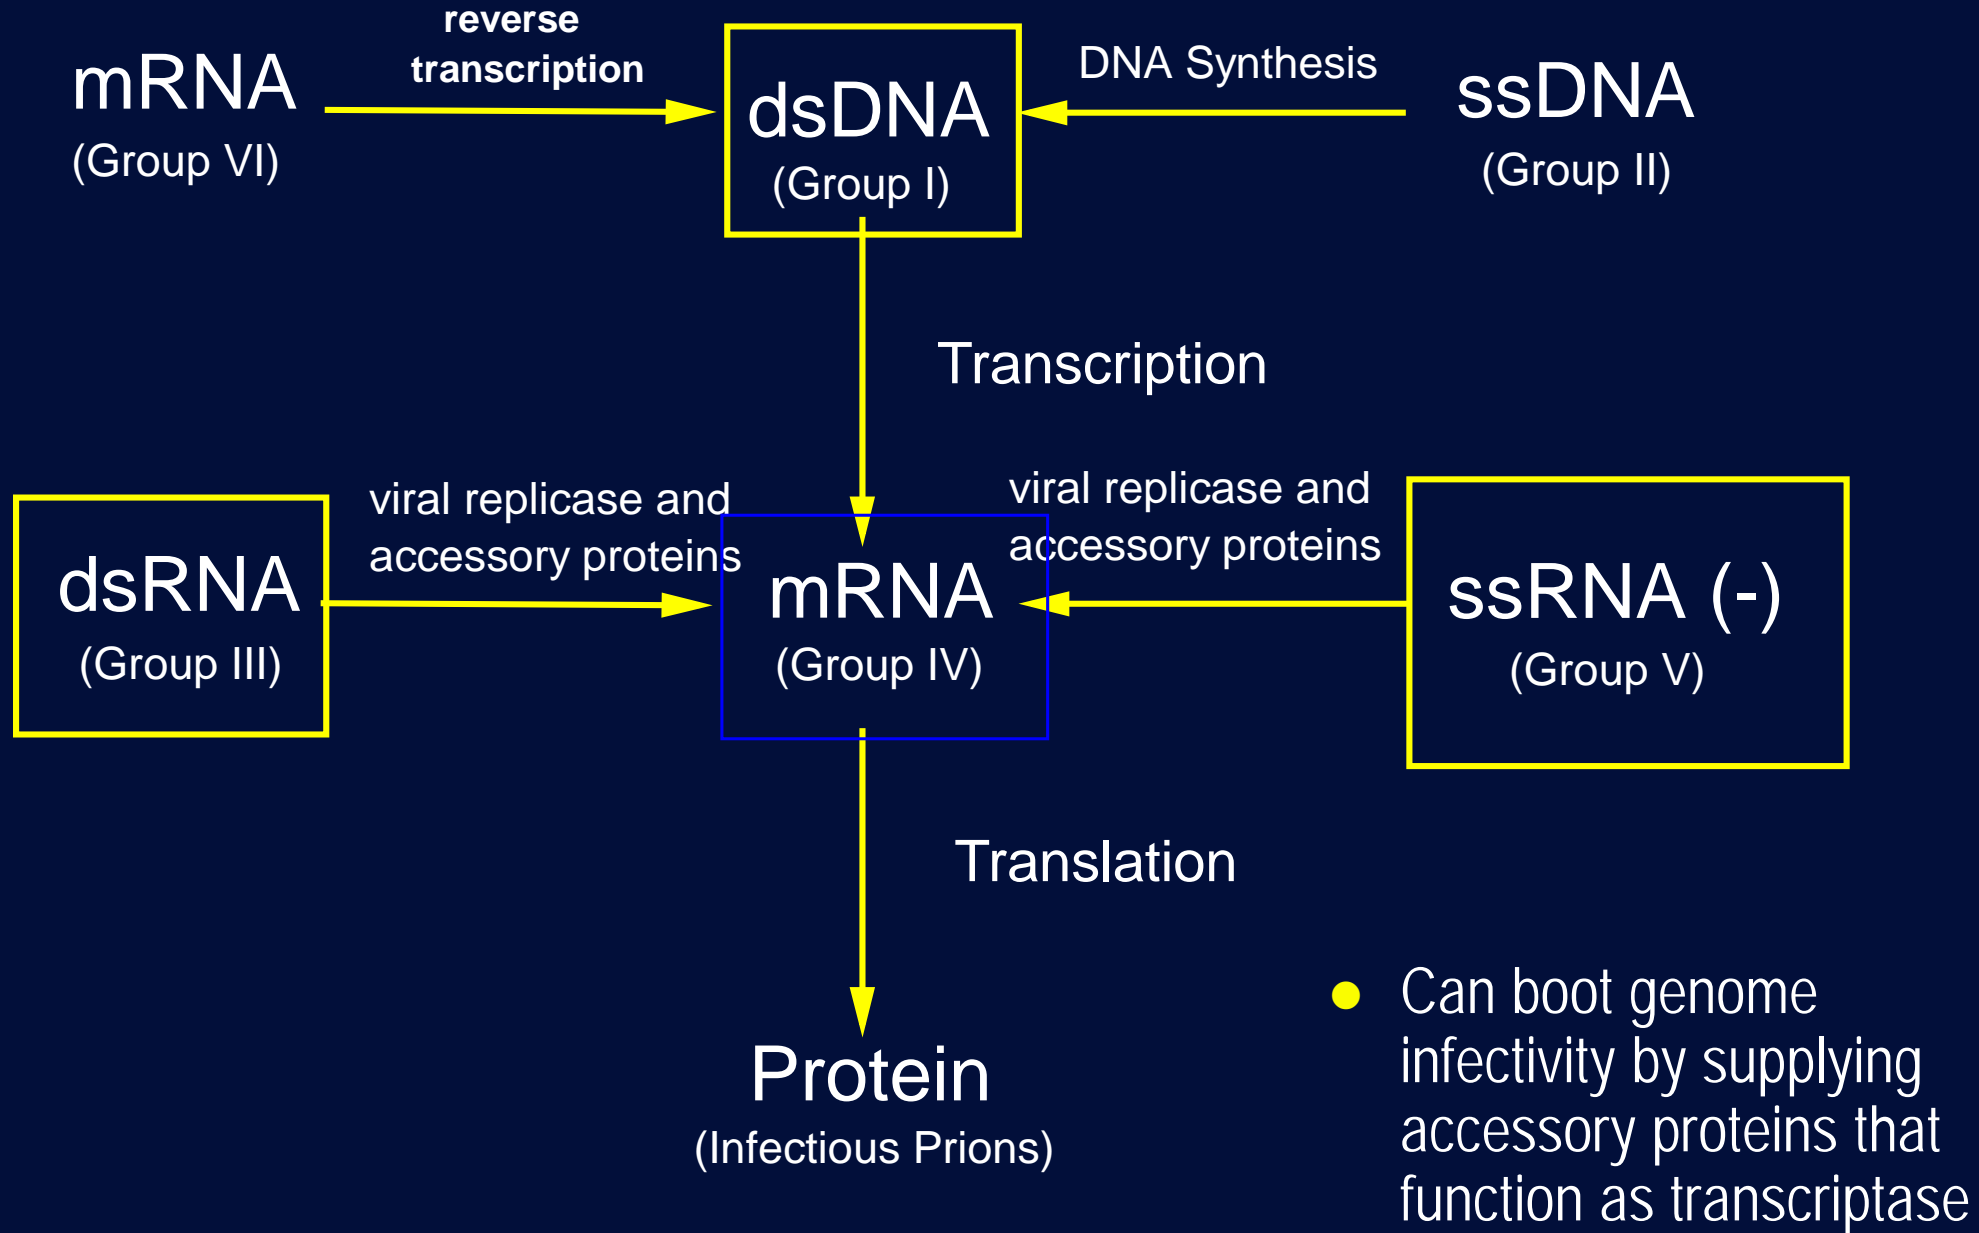 reverse
transcription
mRNA
(Group VI)
dsDNA
(Group I)
DNA Synthesis
ssDNA
(Group II)
Transcription
viral replicase and
accessory proteins
viral replicase and
accessory proteins
dsRNA
(Group III)
mRNA
(Group IV)
ssRNA (-)
(Group V)
Translation
Protein
(Infectious Prions)
● Can boot genome
infectivity by supplying
accessory proteins that
function as transcriptase